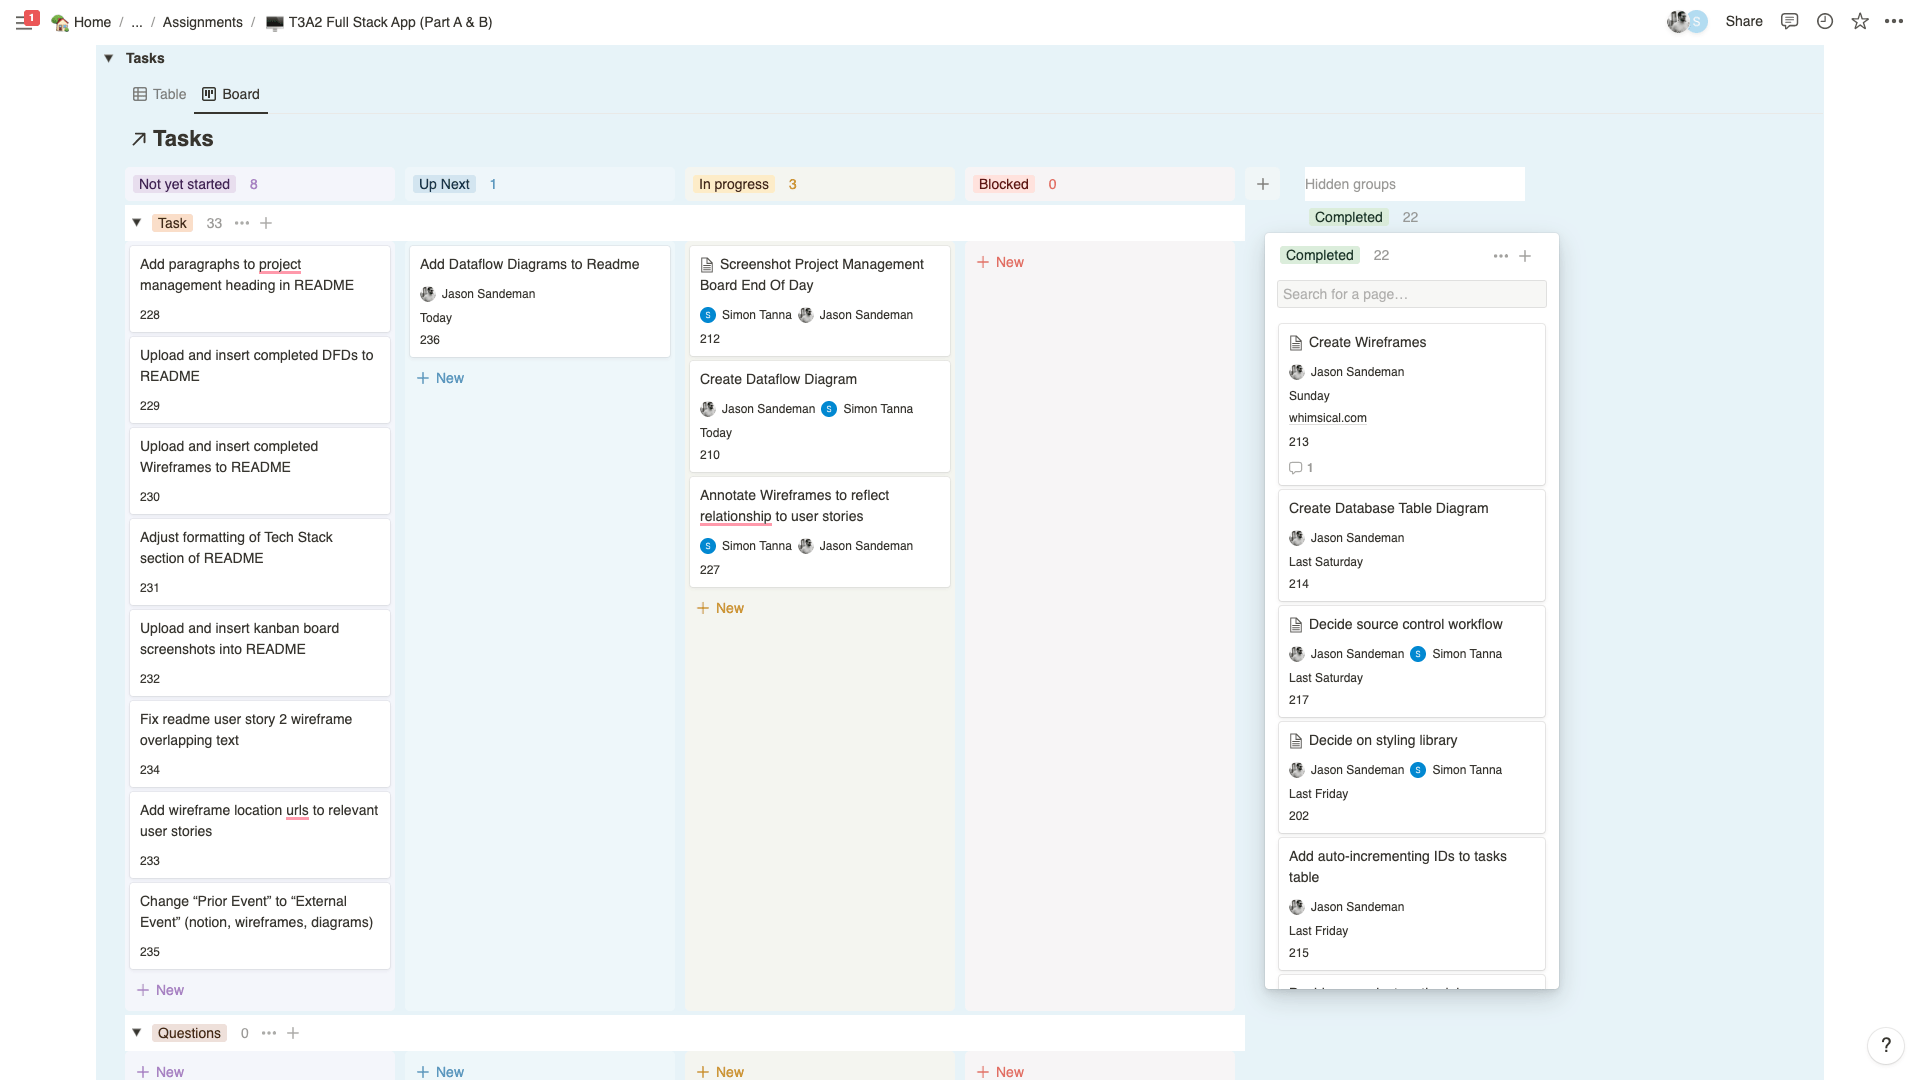 1
Home / ... / Assignments / T3A2 Full Stack App (Part A & B)
S
Share
Tasks
Table
Board
Tasks
Not yet started 8
Up Next 1
In progress 3
Blocked 0
Hidden groups
Completed 22
Task 33
Add paragraphs to project
management heading in README
228
Upload and insert completed DFDs to
README
229
Upload and insert completed
Wireframes to README
230
Adjust formatting of Tech Stack
section of README
231
Upload and insert kanban board
screenshots into README
232
Fix readme user story 2 wireframe
overlapping text
234
Add wireframe location urls to relevant
user stories
233
Change “Prior Event” to “External
Event” (notion, wireframes, diagrams)
235
New
Add Dataflow Diagrams to Readme
Jason Sandeman
Today
236
New
Screenshot Project Management
Board End Of Day
S Simon Tanna Jason Sandeman
212
Create Dataflow Diagram
Jason Sandeman S Simon Tanna
Today
210
Annotate Wireframes to reflect
relationship to user stories
S Simon Tanna Jason Sandeman
227
New
New
Completed 22
Search for a page…
Create Wireframes
Jason Sandeman
Sunday
whimsical.com
213
1
Create Database Table Diagram
Jason Sandeman
Last Saturday
214
Decide source control workflow
Jason Sandeman S Simon Tanna
Last Saturday
217
Decide on styling library
Jason Sandeman S Simon Tanna
Last Friday
202
Add auto-incrementing IDs to tasks
table
Jason Sandeman
Last Friday
215
Questions 0
New
New
New
New
?